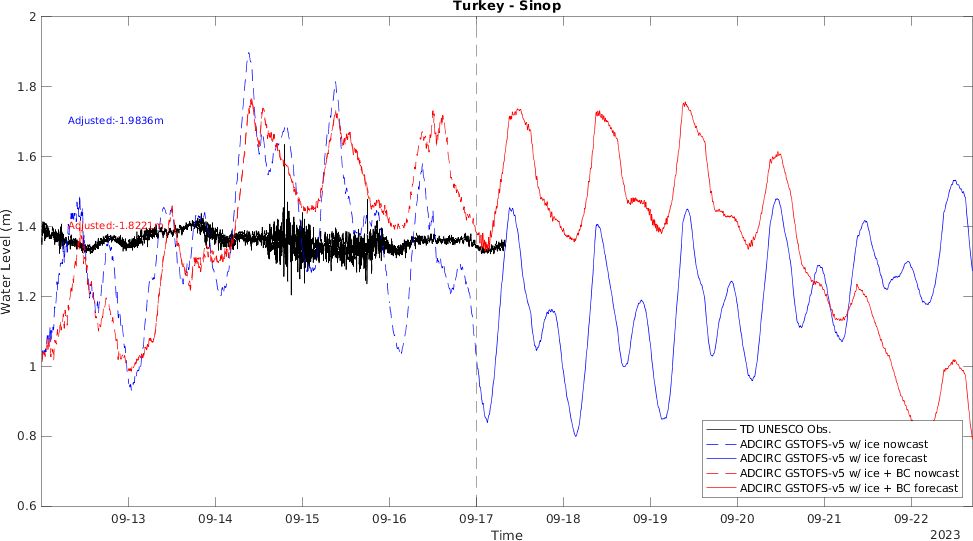 Turkey - Sinop
2
1.8
1.6
1.4
1.2
1
0.8
0.6
Water Level (m)
Adjusted:-1.9836m
Adjusted:-1.8221m
TD UNESCO Obs.
ADCIRC GSTOFS-v5 w/ ice nowcast
ADCIRC GSTOFS-v5 w/ ice forecast
ADCIRC GSTOFS-v5 w/ ice + BC nowcast
ADCIRC GSTOFS-v5 w/ ice + BC forecast
09-13 09-14 09-15 09-16 09-17 09-18 09-19 09-20 09-21 09-22
Time
2023